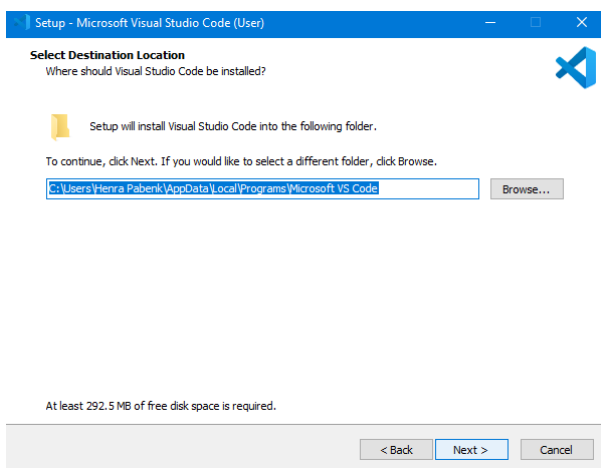 Setup - Microsoft Visual Studio Code (User)
Select Destination Location
Where should Visual Studio Code be installed?
Setup will install Visual Studio Code into the following folder.
To continue, click Next. If you would like to select a different folder, click Browse.
C:\Users\Henra Pabenk\AppData\Local\Programs\Microsoft VS Code
Browse...
At least 292.5 MB of free disk space is required.
< Back Next > Cancel